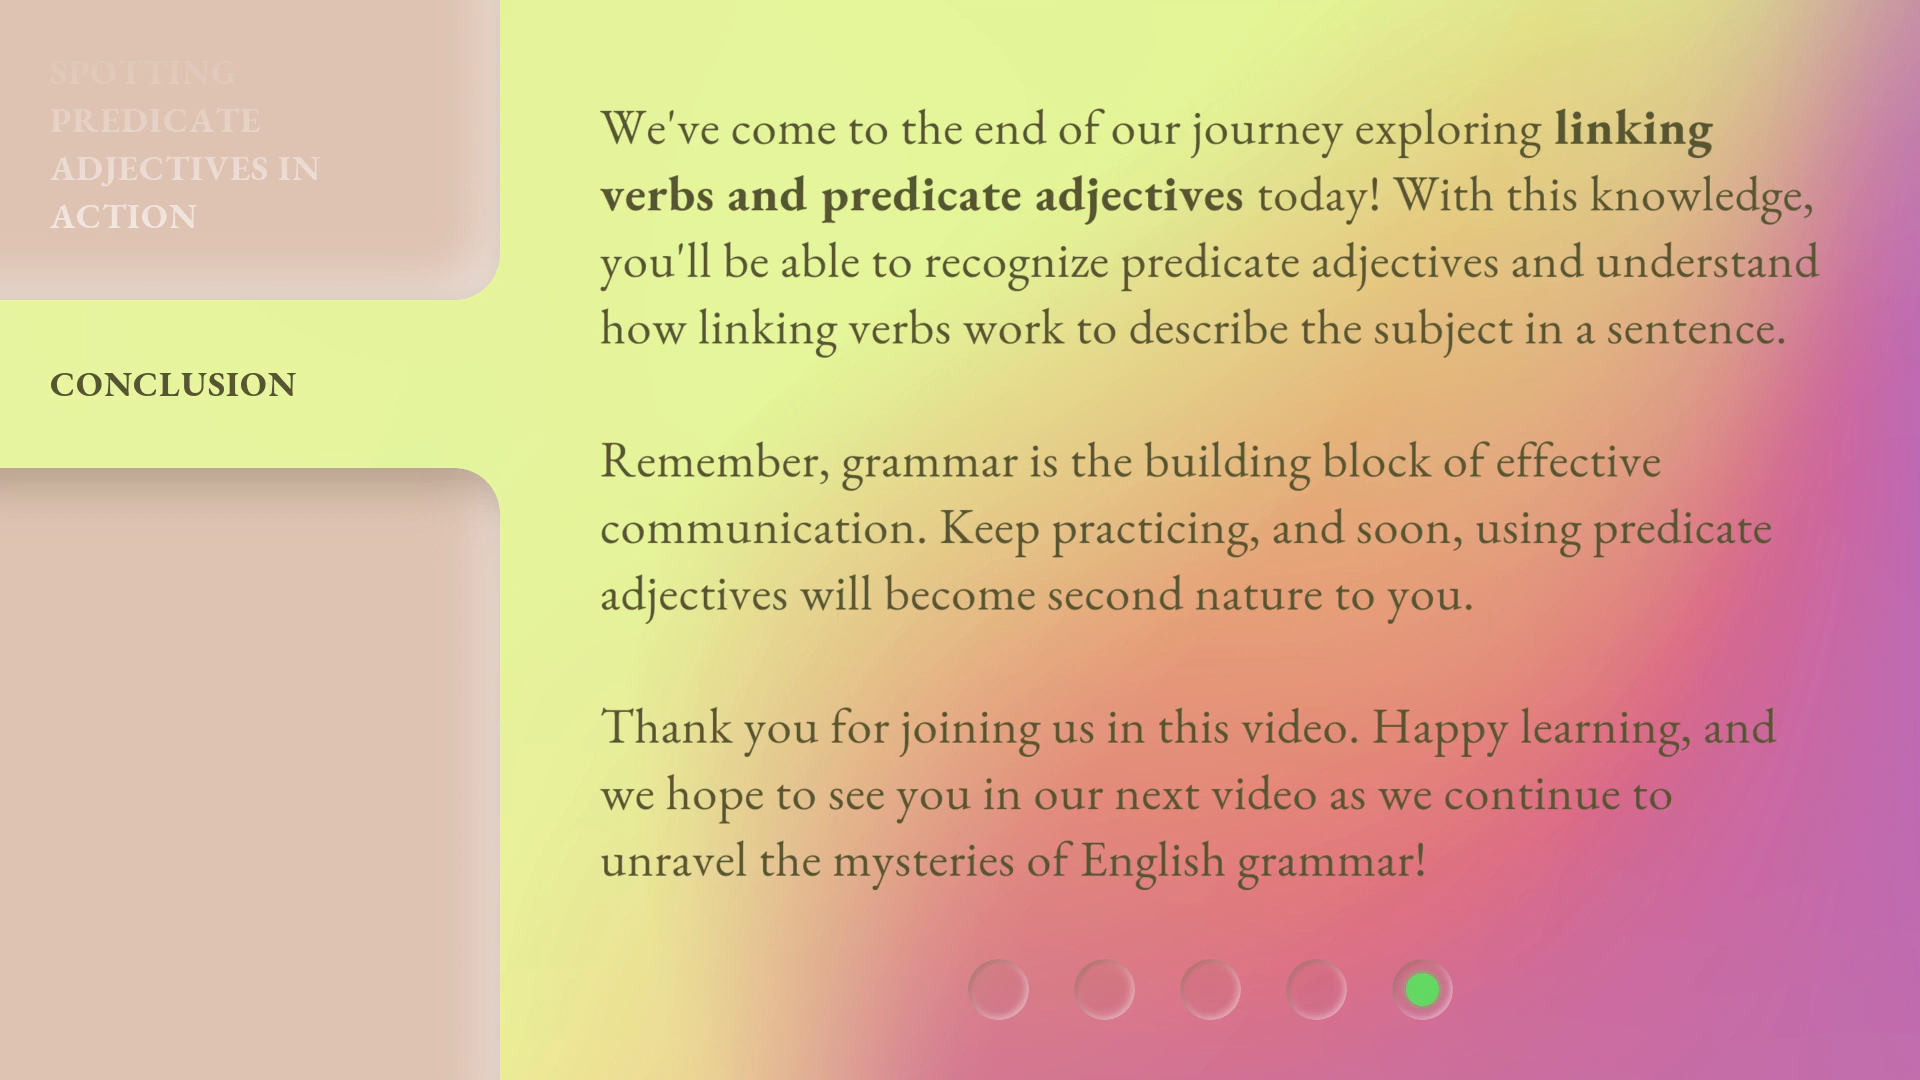 SPOTTING
PREDICATE
ADJECTIVES IN
ACTION
CONCLUSION
We've come to the end of our journey exploring linking
verbs and predicate adjectives today! With this knowledge,
you'll be able to recognize predicate adjectives and understand
how linking verbs work to describe the subject in a sentence.
Remember, grammar is the building block of effective
communication. Keep practicing, and soon, using predicate
adjectives will become second nature to you.
Thank you for joining us in this video. Happy learning, and
we hope to see you in our next video as we continue to
unravel the mysteries of English grammar!